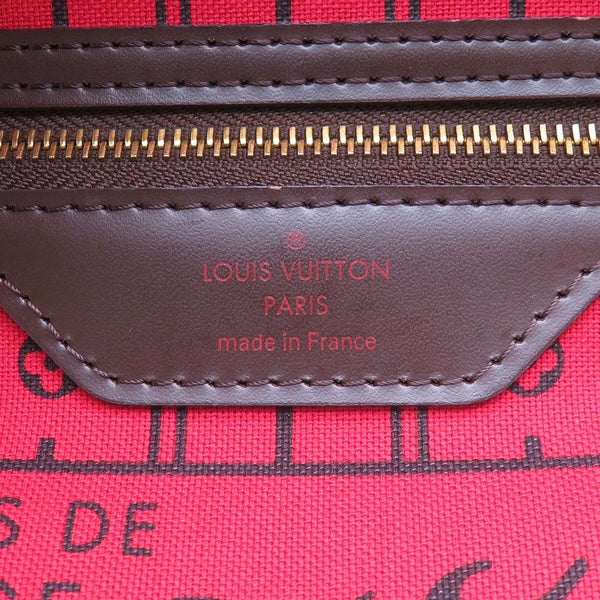 ®
LOUIS VUITTON
PARIS
made in France
S DE